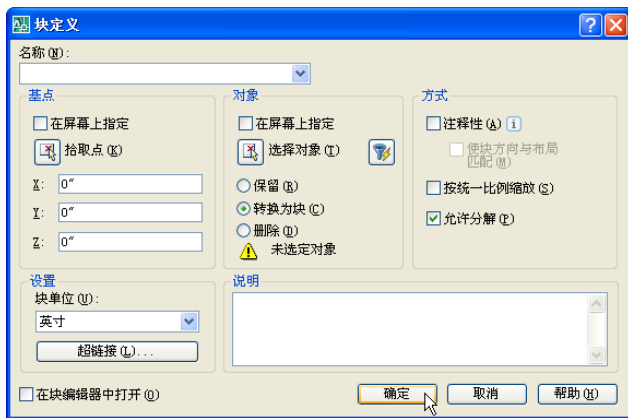 块定义
名称(N):
基点
在屏幕上指定
拾取点(K)
X: 0"
Y: 0"
Z: 0"
对象
在屏幕上指定
选择对象(T)
保留(R)
转换为块(C)
删除(D)
未选定对象
方式
注释性(A)
使块方向与布局
匹配(M)
按统一比例缩放(S)
允许分解(P)
设置
块单位(U):
英寸
超链接(L)...
说明
在块编辑器中打开(O)
确定
取消
帮助(H)